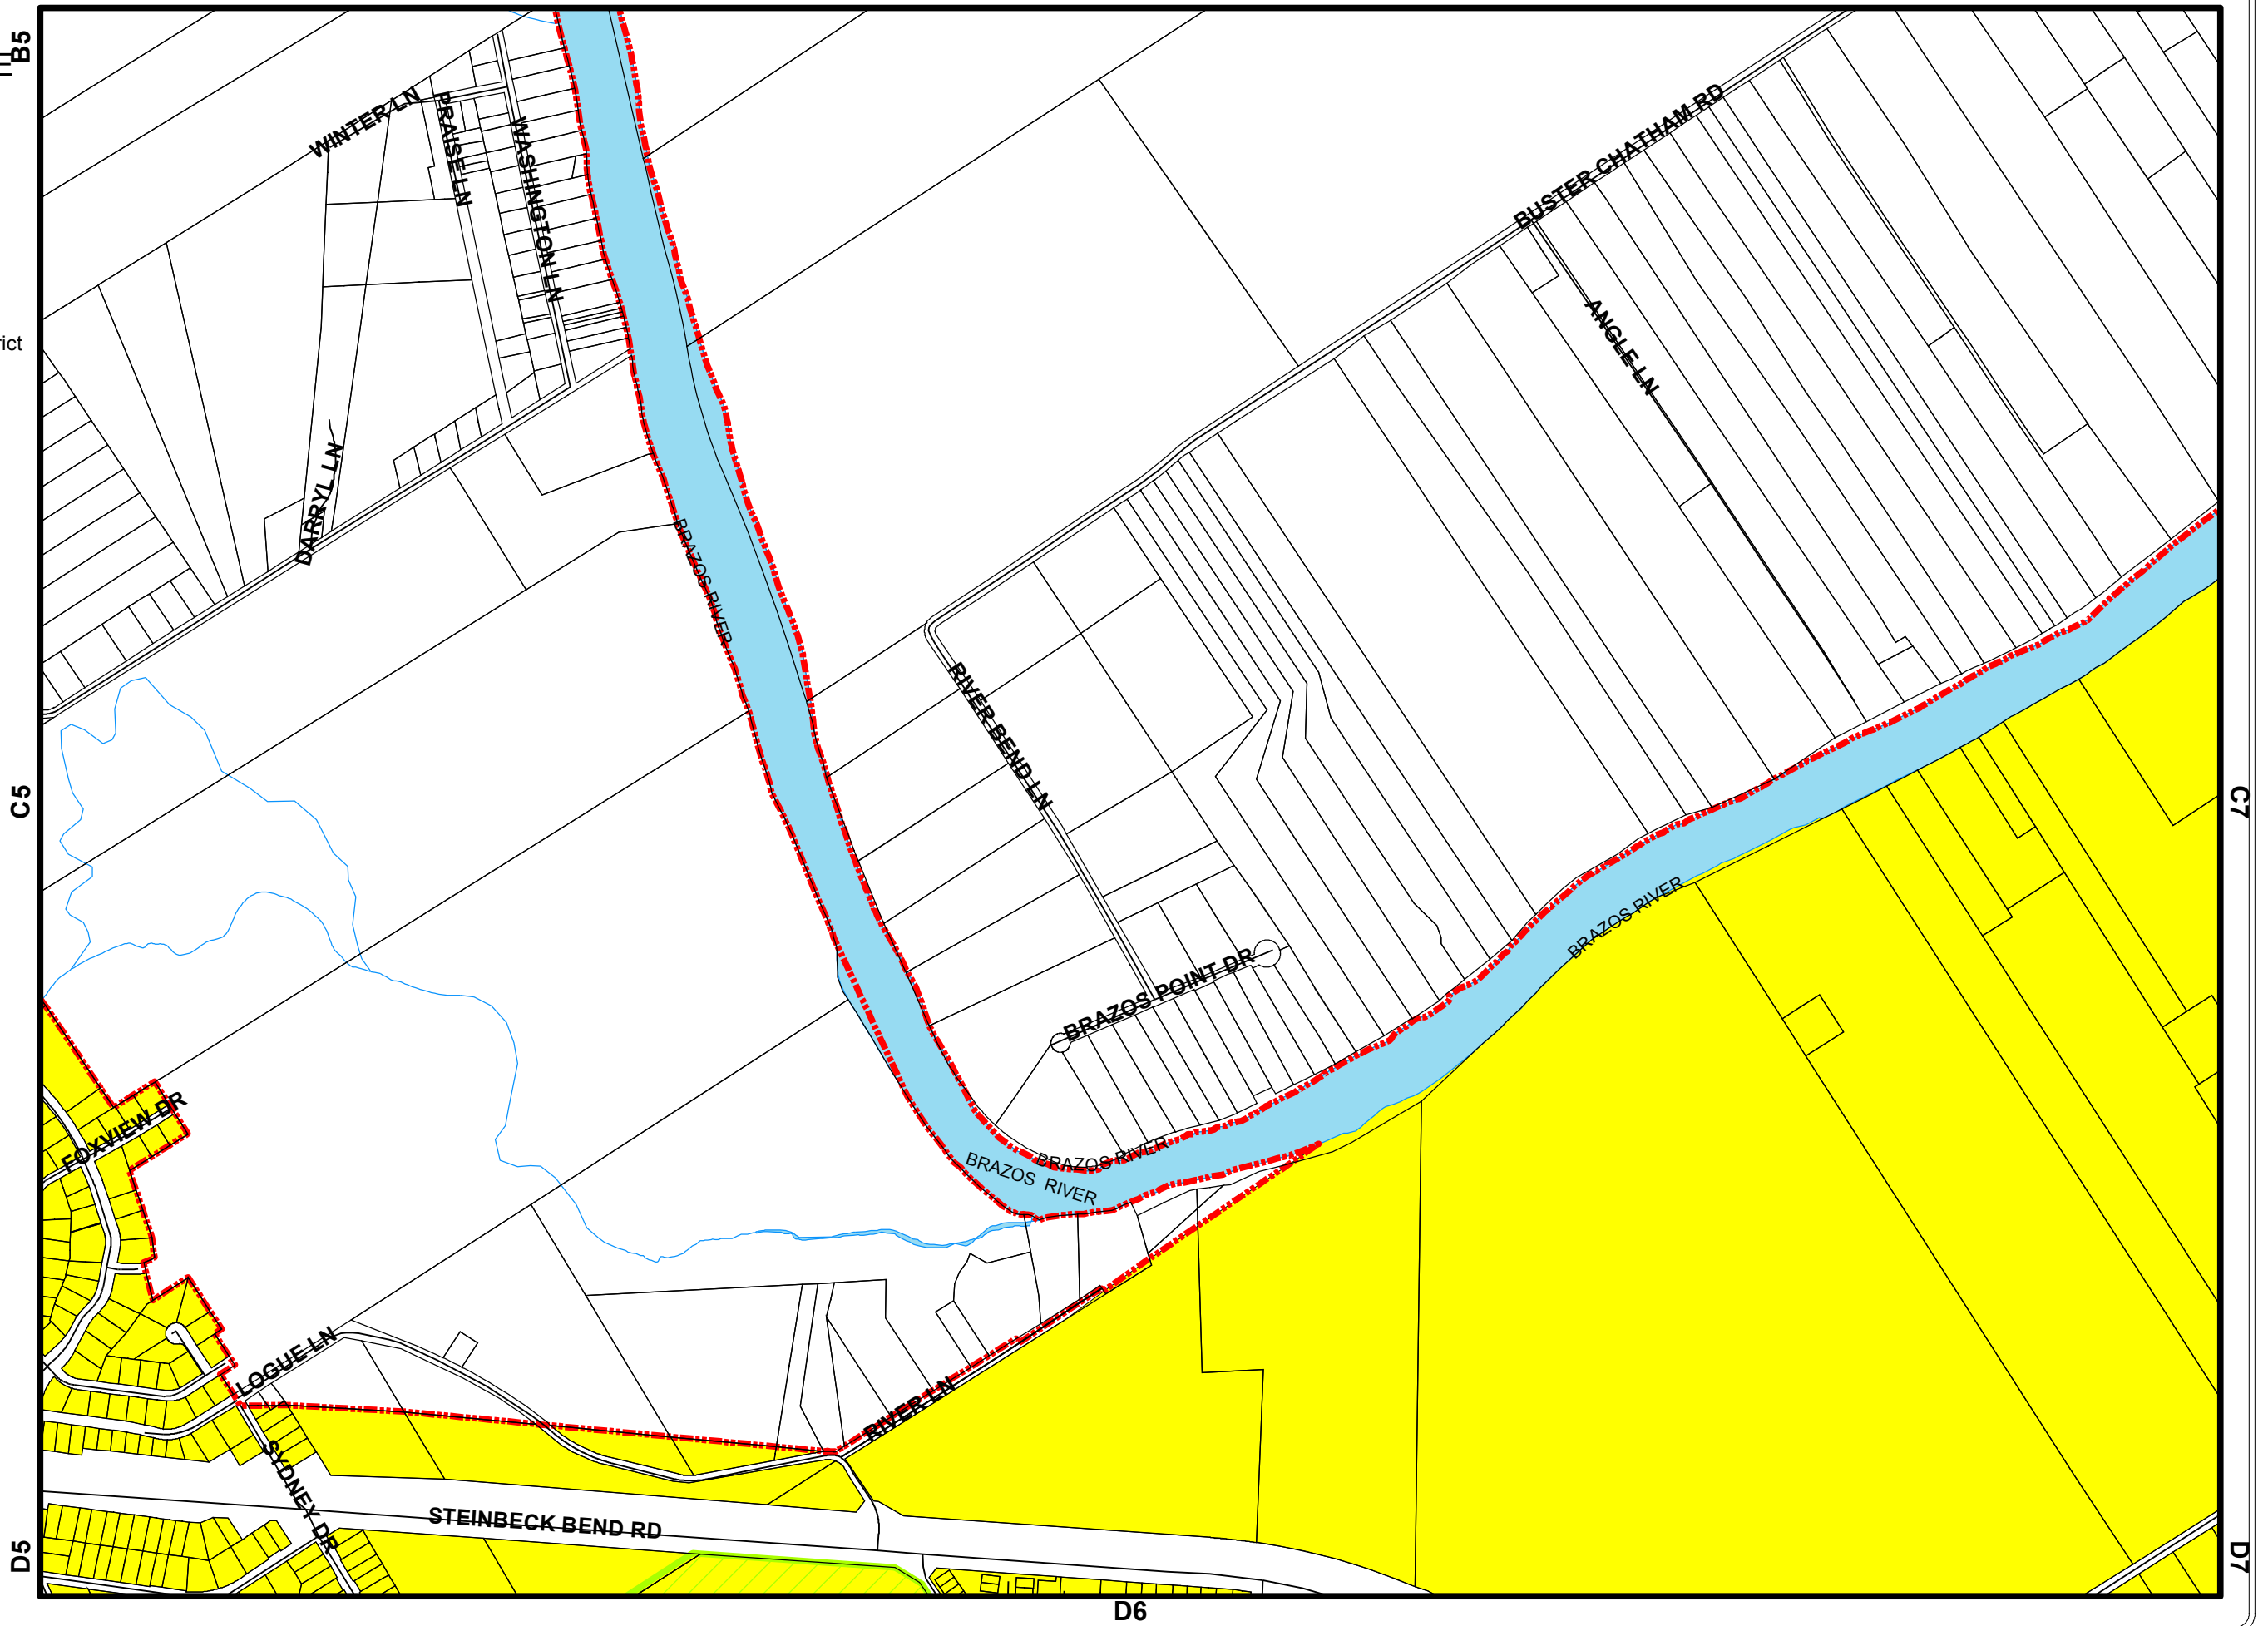 B5
WINTER LN
PRAISE LN
WASHINGTON LN
BUSTER CHATHAM RD
ANGLE LN
rict
DARRYL LN
BRAZOS RIVER
RIVER BEND LN
C5
C7
BRAZOS RIVER
BRAZOS POINT DR
FOXVIEW DR
BRAZOS RIVER
BRAZOS RIVER
LOGUE LN
RIVER LN
SYDNEY DR
STEINBECK BEND RD
D5
D7
D6